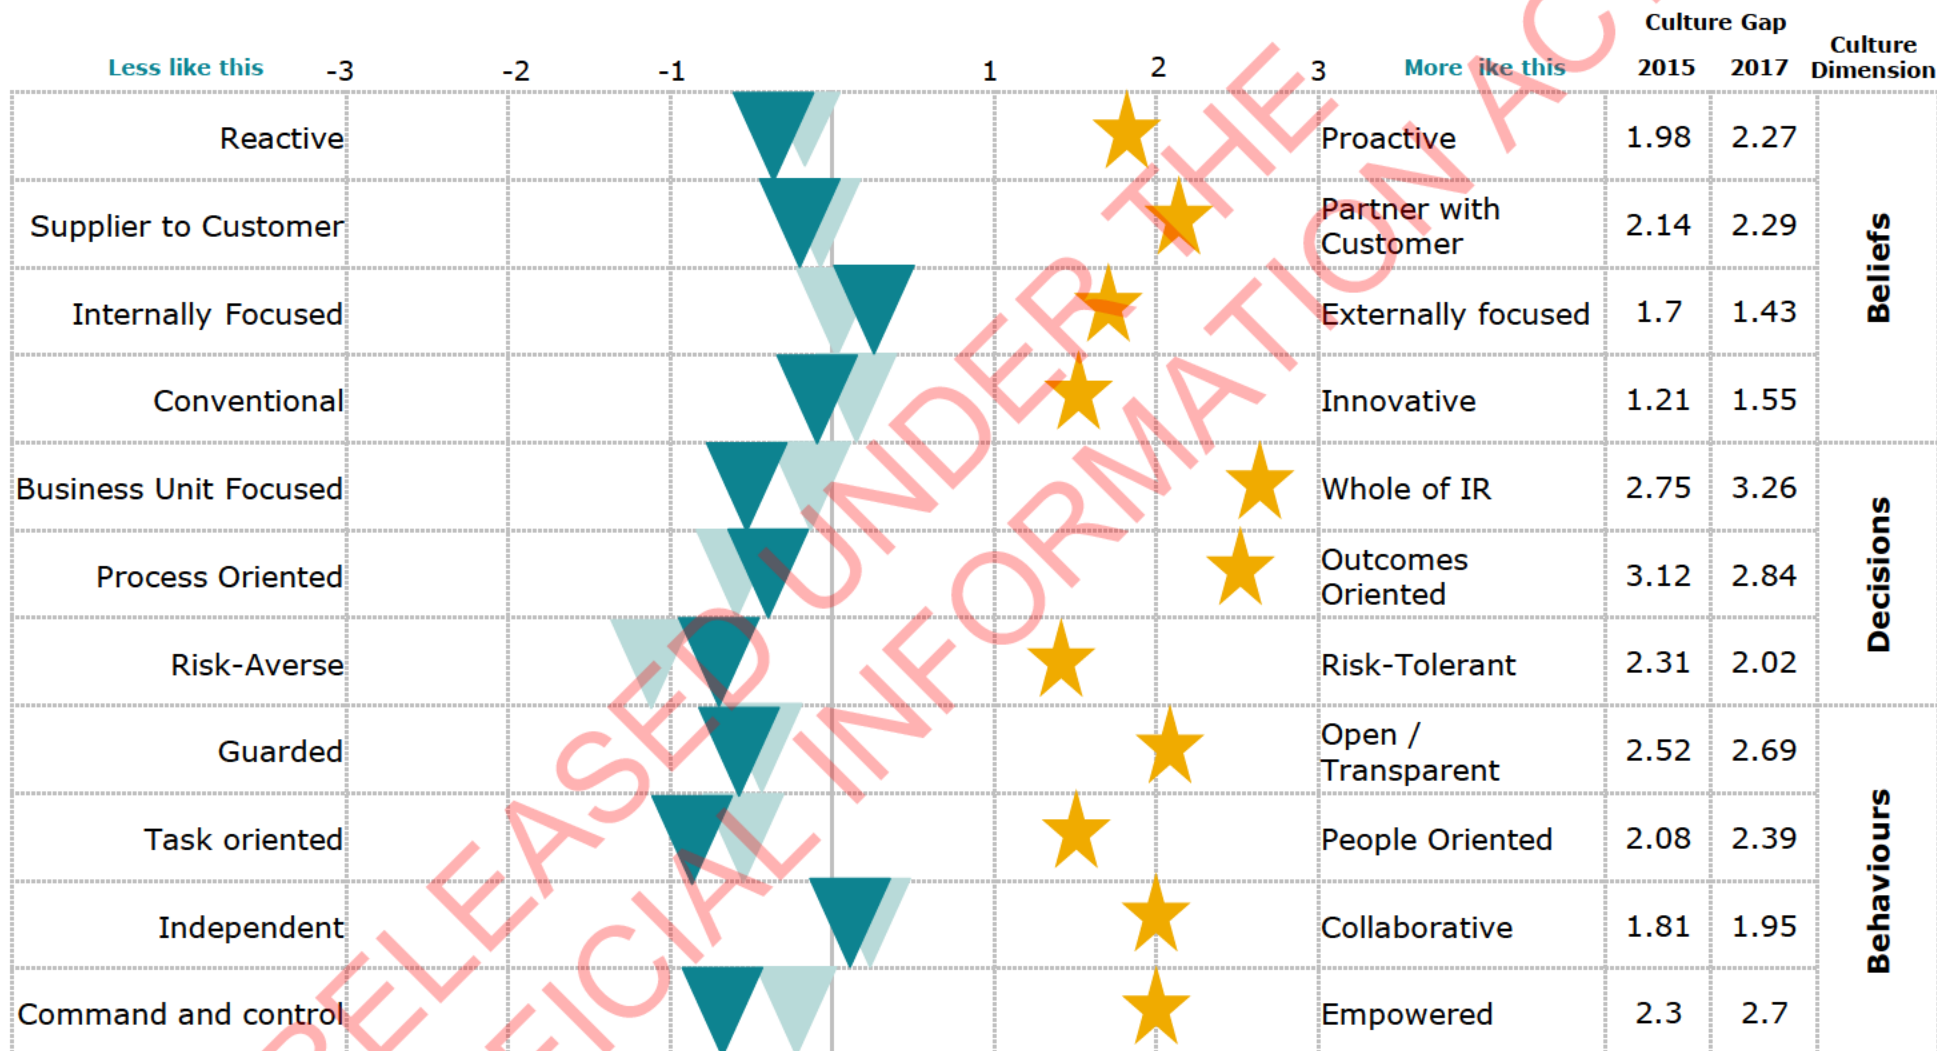 Culture Gap
Less like this -3 -2 -1 1 2 3 More like this 2015 2017 Culture Dimension
Reactive Proactive 1.98 2.27
Supplier to Customer Partner with Customer 2.14 2.29
Internally Focused Externally focused 1.7 1.43
Conventional Innovative 1.21 1.55
Beliefs
Business Unit Focused Whole of IR 2.75 3.26
Process Oriented Outcomes Oriented 3.12 2.84
Risk-Averse Risk-Tolerant 2.31 2.02
Decisions
Guarded Open / Transparent 2.52 2.69
Task oriented People Oriented 2.08 2.39
Independent Collaborative 1.81 1.95
Command and control Empowered 2.3 2.7
Behaviours
RELEASED UNDER THE
FICIAL INFORMATION AC